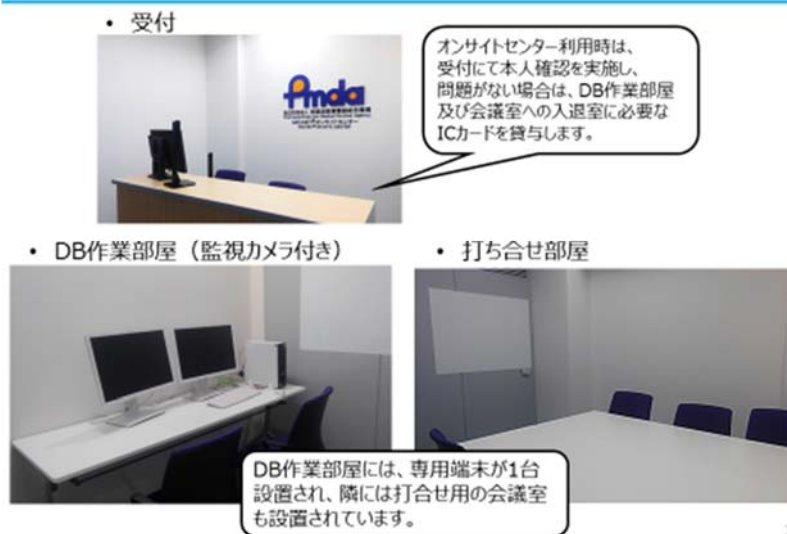 • 受付
オンサイトセンター利用時は、
受付にて本人確認を実施し、
問題がない場合は、DB作業部屋
及び会議室への入退室に必要な
ICカードを貸与します。
Pmda
• DB作業部屋（監視カメラ付き）
• 打ち合せ部屋
DB作業部屋には、専用端末が1台
設置され、隣には打合せ用の会議室
も設置されています。